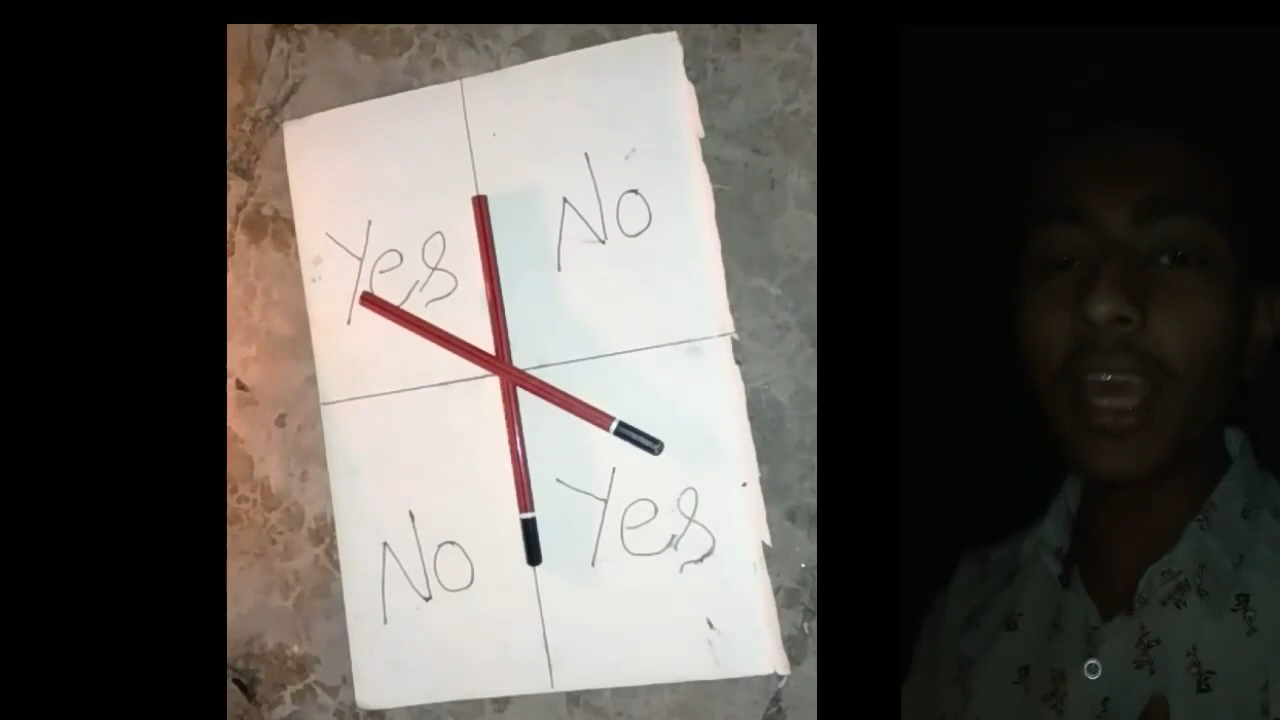 Yes No
No Yes